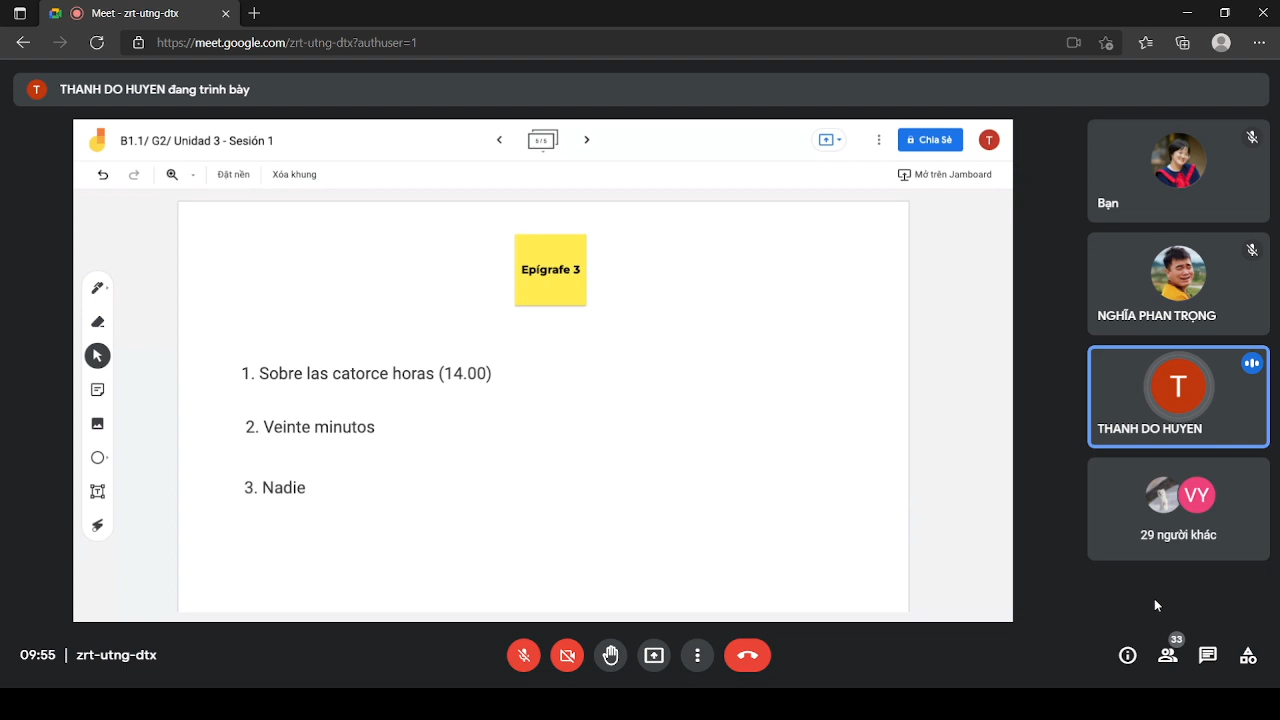 Meet - zrt-utng-dtx
https://meet.google.com/zrt-utng-dtx?authuser=1
T
THANH DO HUYEN đang trình bày
B1.1/ G2/ Unidad 3 - Sesión 1
5 / 5
Chia Sẻ
T
Đặt nền
Xóa khung
Mở trên Jamboard
Epígrafe 3
1. Sobre las catorce horas (14.00)
2. Veinte minutos
3. Nadie
Bạn
NGHĨA PHAN TRỌNG
T
THANH DO HUYEN
VY
29 người khác
09:55 | zrt-utng-dtx
33